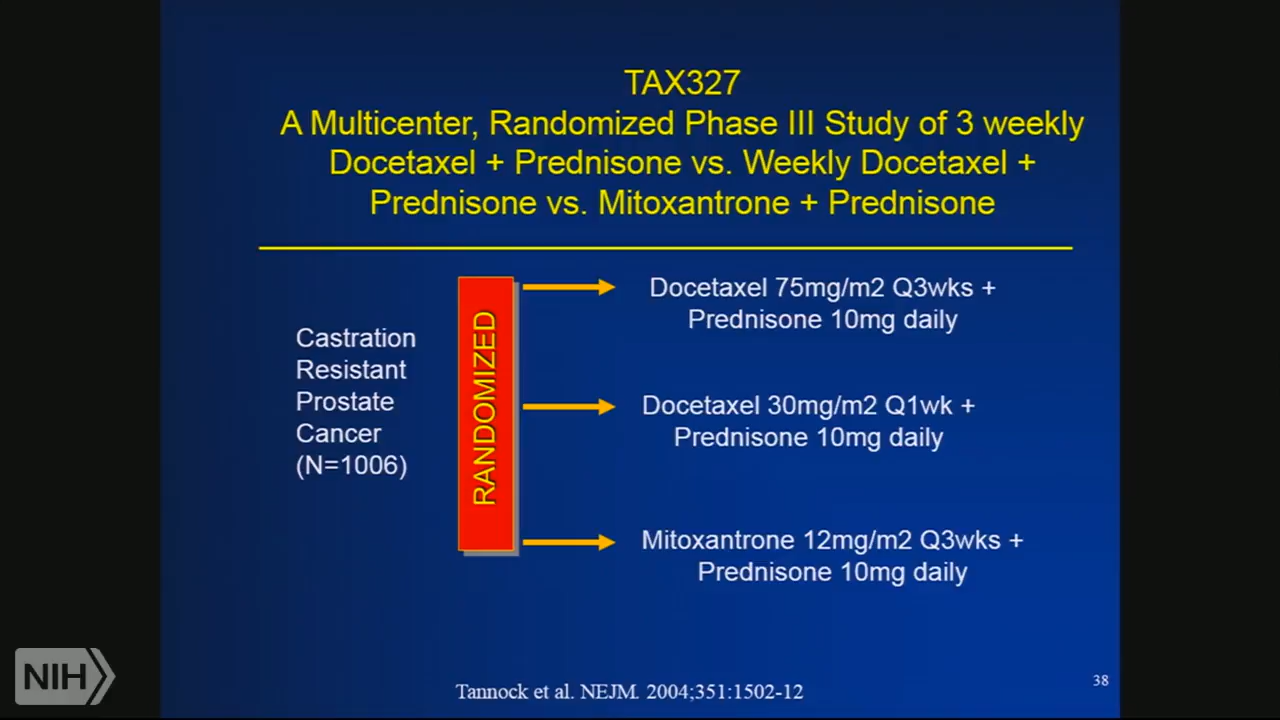 TAX327
A Multicenter, Randomized Phase III Study of 3 weekly
Docetaxel + Prednisone vs. Weekly Docetaxel +
Prednisone vs. Mitoxantrone + Prednisone
Castration
Resistant
Prostate
Cancer
(N=1006)
RANDOMIZED
Docetaxel 75mg/m2 Q3wks +
Prednisone 10mg daily
Docetaxel 30mg/m2 Q1wk +
Prednisone 10mg daily
Mitoxantrone 12mg/m2 Q3wks +
Prednisone 10mg daily
NIH
Tannock et al. NEJM. 2004;351:1502-12
38